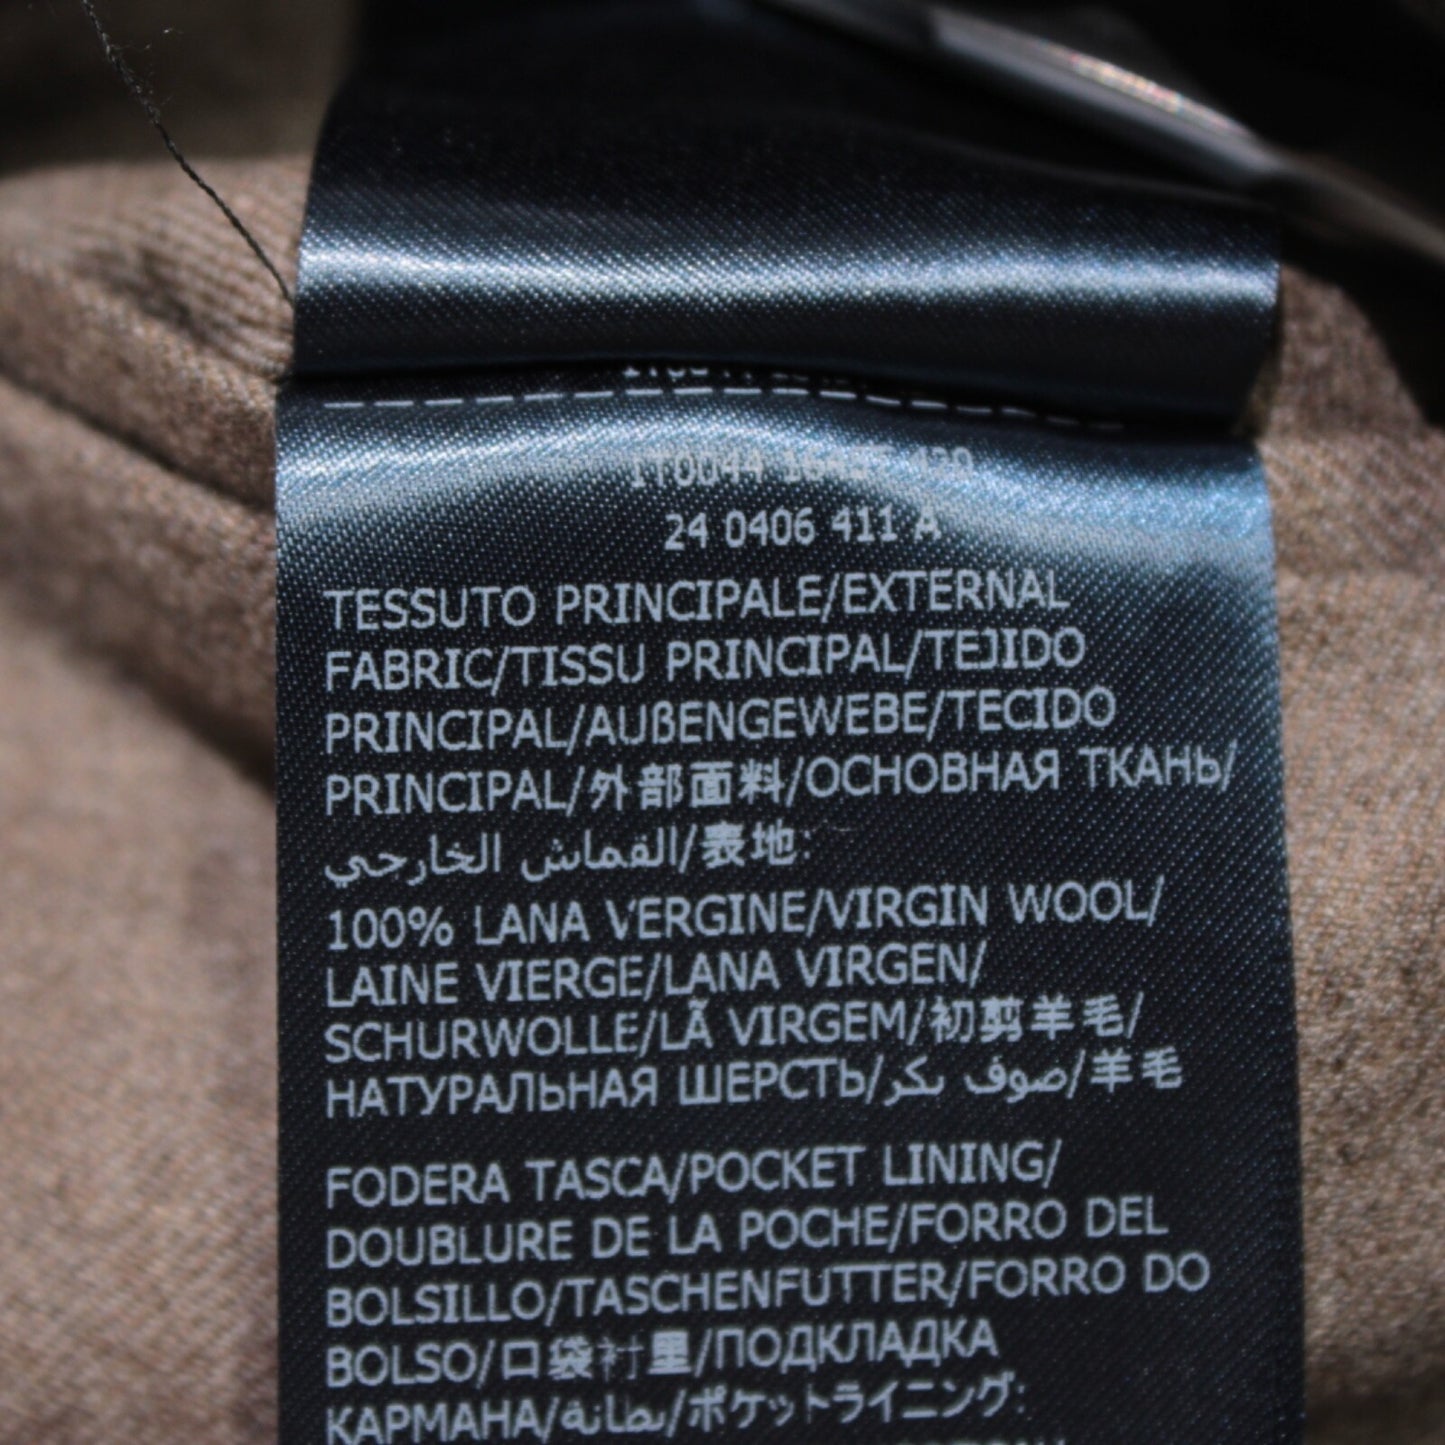 24 0406 411 A
TESSUTO PRINCIPALE/EXTERNAL
FABRIC/TISSU PRINCIPAL/TEJIDO
PRINCIPAL/AUßENGEWEBE/TECIDO
PRINCIPAL/外部面料/ОСНОВНАЯ ТКАНЬ/
القماش الخارجي/表地:
100% LANA VERGINE/VIRGIN WOOL/
LAINE VIERGE/LANA VIRGEN/
SCHURWOLLE/LÃ VIRGEM/初剪羊毛/
НАТУРАЛЬНАЯ ШЕРСТЬ/صوف بكر/羊毛
FODERA TASCA/POCKET LINING/
DOUBLURE DE LA POCHE/FORRO DEL
BOLSILLO/TASCHENFUTTER/FORRO DO
BOLSO/口袋衬里/ПОДКЛАДКА
КАРМАНА/بطانة/ポケットライニング: